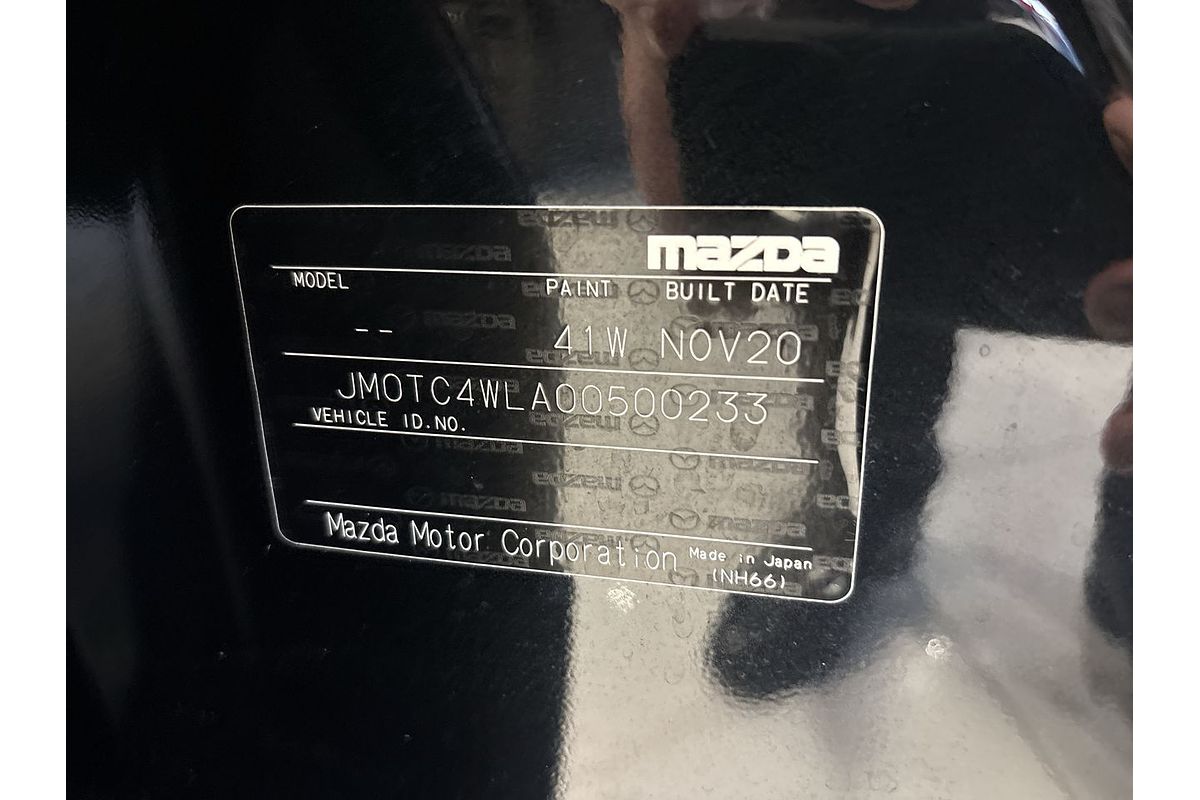 mazda
MODEL PAINT BUILT DATE
-- 41W NOV20
JM0TC4WLA00500233
VEHICLE ID.NO.
Mazda Motor Corporation Made in Japan
(NH66)